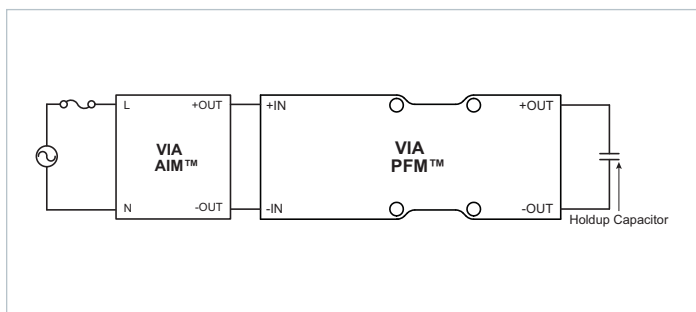 L
+OUT
+IN
+OUT
VIA
AIM™
VIA
PFM™
N
-OUT
-IN
-OUT
Holdup Capacitor